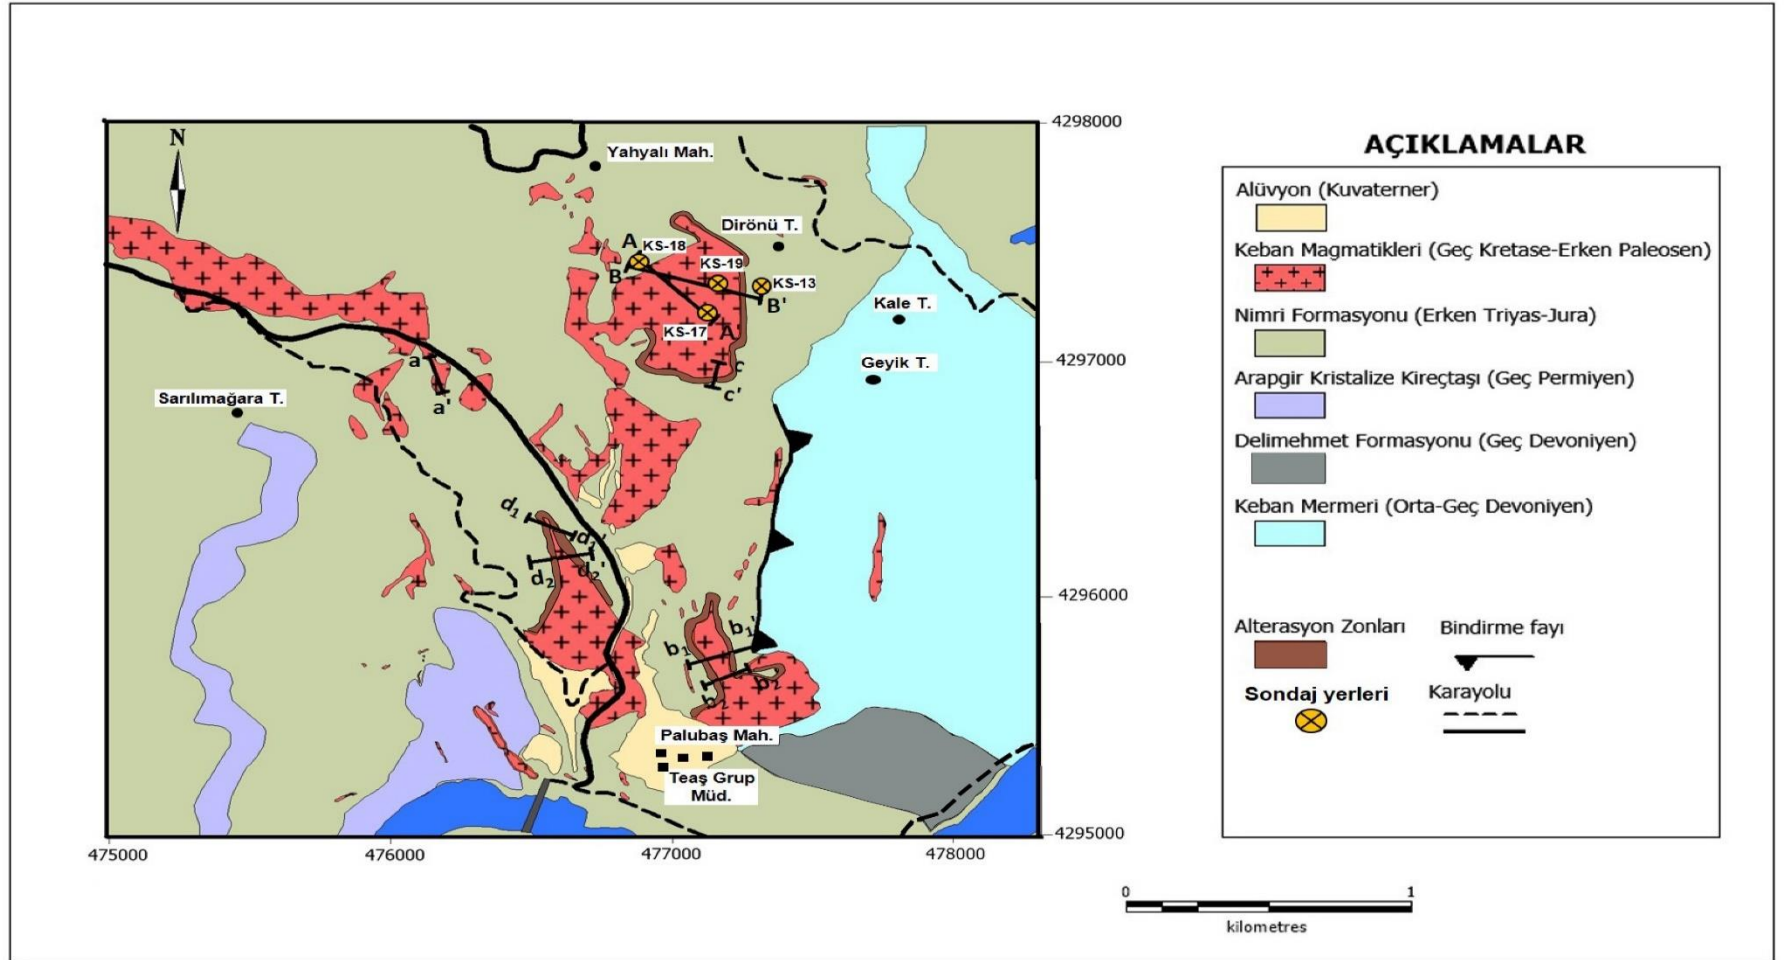 4298000
N
Yahyalı Mah.
AÇIKLAMALAR
Alüvyon (Kuvaterner)
Dirönü T.
A
KS-18
Keban Magmatikleri (Geç Kretase-Erken Paleosen)
KS-19
B
KS-13
B'
Kale T.
Nimri Formasyonu (Erken Triyas-Jura)
KS-17
A'
4297000
a
c
Geyik T.
Arapgir Kristalize Kireçtaşı (Geç Permiyen)
c'
Sarılımağara T.
a'
Delimehmet Formasyonu (Geç Devoniyen)
d1
Keban Mermeri (Orta-Geç Devoniyen)
d1'
d2
d2'
4296000
b1'
Alterasyon Zonları
Bindirme fayı
b1
b2'
b2
Sondaj yerleri
Karayolu
Palubaş Mah.
Teaş Grup
Müd.
4295000
475000
476000
477000
478000
0
1
kilometres